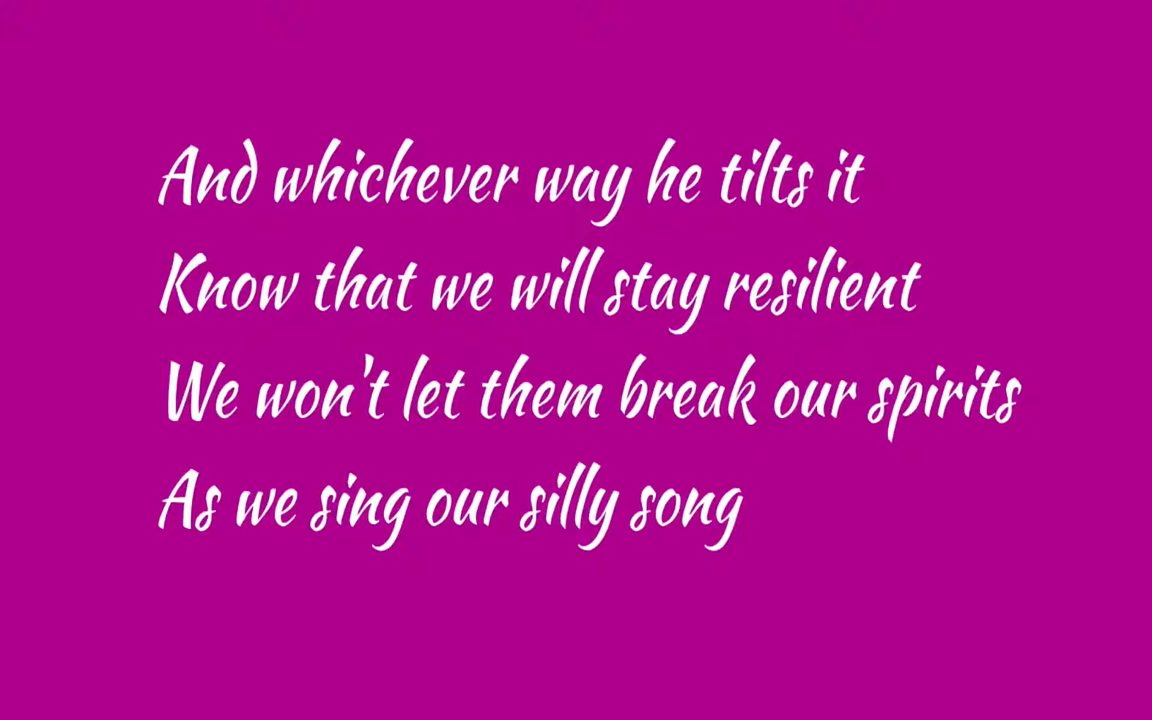 And whichever way he tilts it
Know that we will stay resilient
We won't let them break our spirits
As we sing our silly song